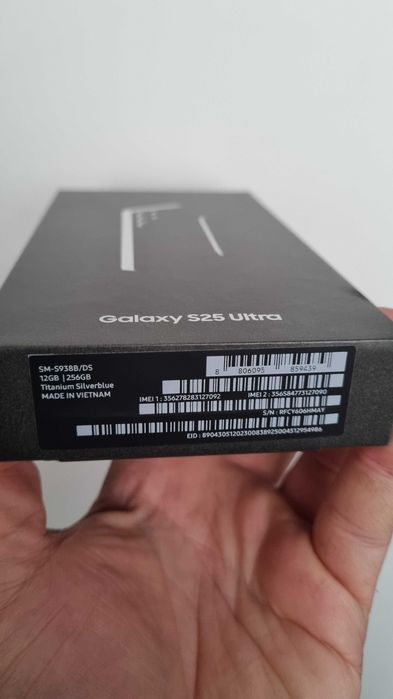 Galaxy S25 Ultra
SM-S938B/DS
12GB | 256GB
Titanium Silverblue
MADE IN VIETNAM
8 806095 859439
IMEI 1 : 356278283127092
IMEI 2 : 356584773127090
S/N : RFCY606HMAY
EID : 89043051202300838925004512954986